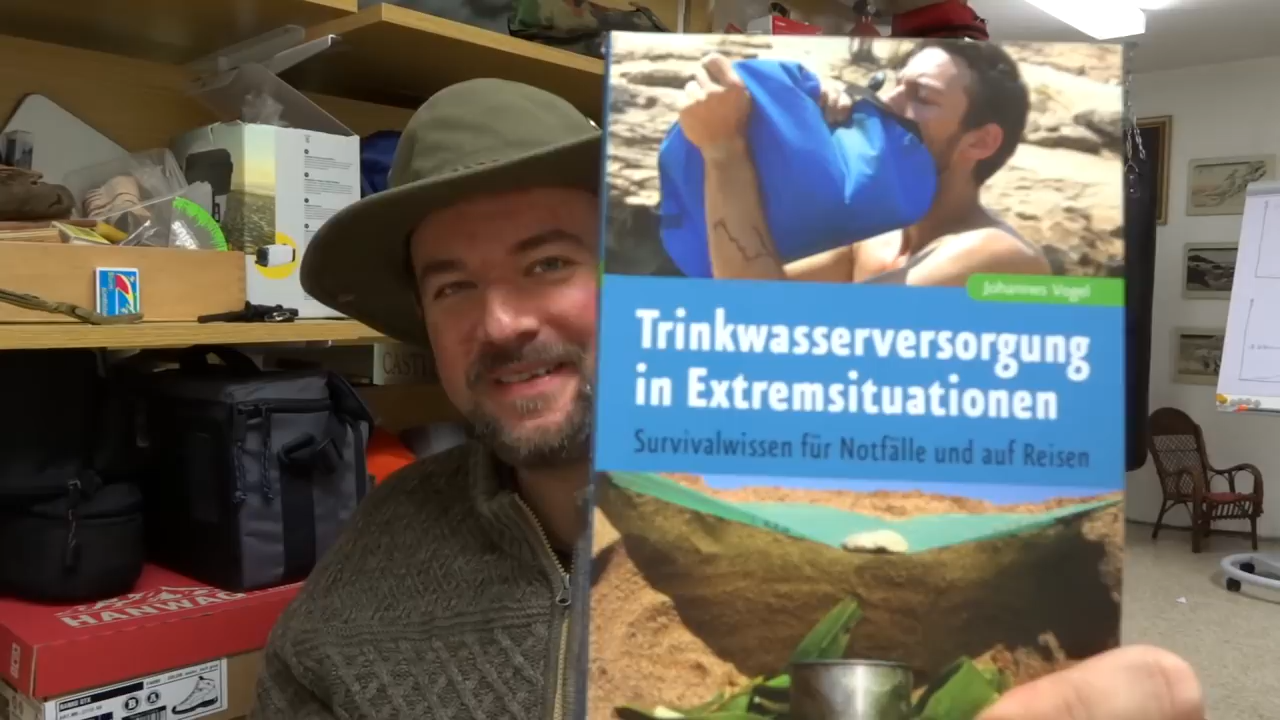 Johannes Vogel
Trinkwasserversorgung
in Extremsituationen
Survivalwissen für Notfälle und auf Reisen
HANWAG